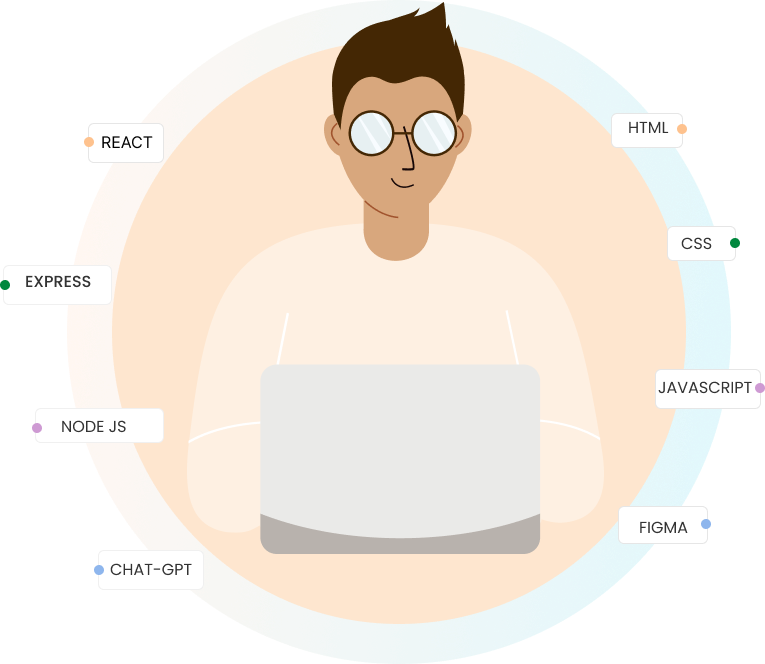 REACT
HTML
CSS
EXPRESS
JAVASCRIPT
NODE JS
FIGMA
CHAT-GPT